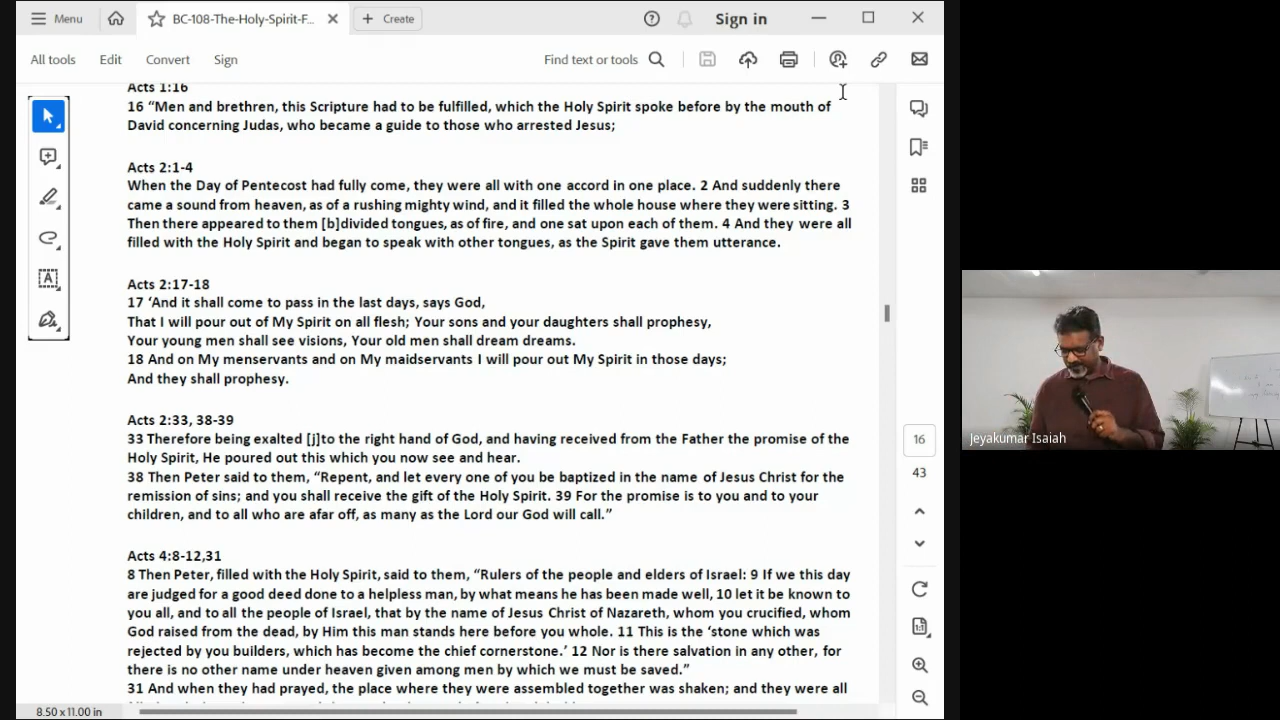 Menu
BC-108-The-Holy-Spirit-F...
Create
Sign in
All tools
Edit
Convert
Sign
Find text or tools
Acts 1:16
16 “Men and brethren, this Scripture had to be fulfilled, which the Holy Spirit spoke before by the mouth of
David concerning Judas, who became a guide to those who arrested Jesus;
Acts 2:1-4
When the Day of Pentecost had fully come, they were all with one accord in one place. 2 And suddenly there
came a sound from heaven, as of a rushing mighty wind, and it filled the whole house where they were sitting. 3
Then there appeared to them [b]divided tongues, as of fire, and one sat upon each of them. 4 And they were all
filled with the Holy Spirit and began to speak with other tongues, as the Spirit gave them utterance.
Acts 2:17-18
17 ‘And it shall come to pass in the last days, says God,
That I will pour out of My Spirit on all flesh; Your sons and your daughters shall prophesy,
Your young men shall see visions, Your old men shall dream dreams.
18 And on My menservants and on My maidservants I will pour out My Spirit in those days;
And they shall prophesy.
Acts 2:33, 38-39
33 Therefore being exalted [j]to the right hand of God, and having received from the Father the promise of the
Holy Spirit, He poured out this which you now see and hear.
38 Then Peter said to them, “Repent, and let every one of you be baptized in the name of Jesus Christ for the
remission of sins; and you shall receive the gift of the Holy Spirit. 39 For the promise is to you and to your
children, and to all who are afar off, as many as the Lord our God will call.”
Acts 4:8-12,31
8 Then Peter, filled with the Holy Spirit, said to them, “Rulers of the people and elders of Israel: 9 If we this day
are judged for a good deed done to a helpless man, by what means he has been made well, 10 let it be known to
you all, and to all the people of Israel, that by the name of Jesus Christ of Nazareth, whom you crucified, whom
God raised from the dead, by Him this man stands here before you whole. 11 This is the ‘stone which was
rejected by you builders, which has become the chief cornerstone.’ 12 Nor is there salvation in any other, for
there is no other name under heaven given among men by which we must be saved.”
31 And when they had prayed, the place where they were assembled together was shaken; and they were all
8.50 x 11.00 in
16
43
Jeyakumar Isaiah